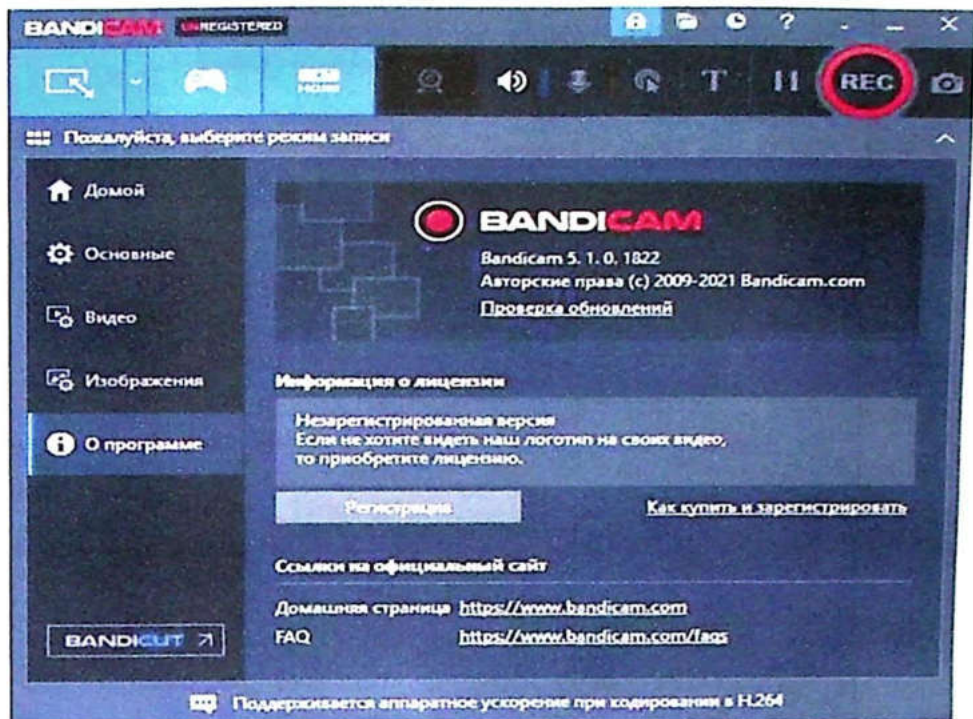 BANDICAM UNREGISTERED
REC
Пожалуйста, выберите режим записи
Домой
Основные
Видео
Изображения
О программе
BANDICUT
BANDICAM
Bandicam 5. 1. 0. 1822
Авторские права (c) 2009-2021 Bandicam.com
Проверка обновлений
Информация о лицензии
Незарегистрированная версия
Если не хотите видеть наш логотип на своих видео,
то приобретите лицензию.
Регистрация
Как купить и зарегистрировать
Ссылки на официальный сайт
Домашняя страница https://www.bandicam.com
FAQ https://www.bandicam.com/faqs
Поддерживается аппаратное ускорение при кодировании в H.264